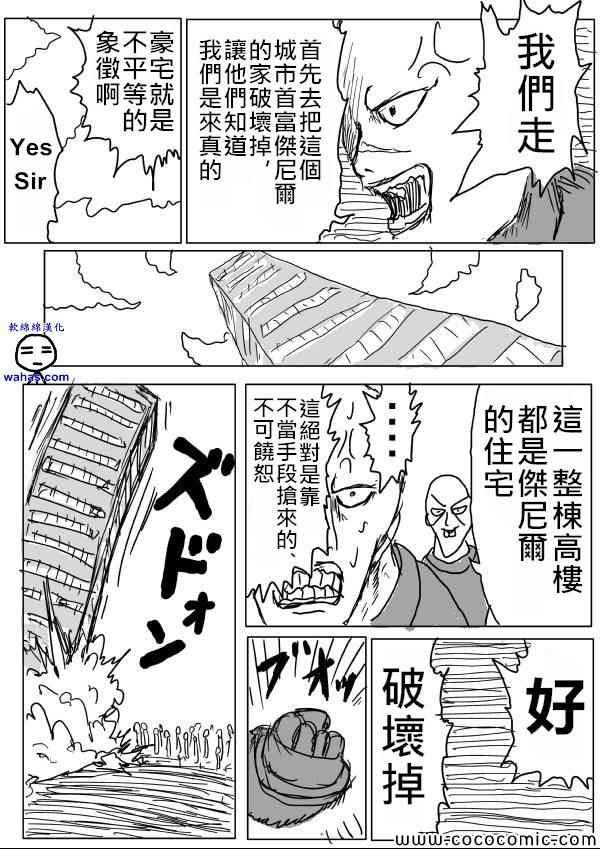 我們走
首先去把這個
城市首富傑尼爾
的家破壞掉，
讓他們知道
我們是來真的
豪宅就是
不平等的
象徵啊
Yes
Sir
軟綿綿漢化
wahas.com
這一整棟高樓
都是傑尼爾
的住宅
‥‥‥
這絕對是靠
不當手段搶來的、
不可饒恕
ズドォン
好
破壞掉
ブオッ
www.cococomic.com